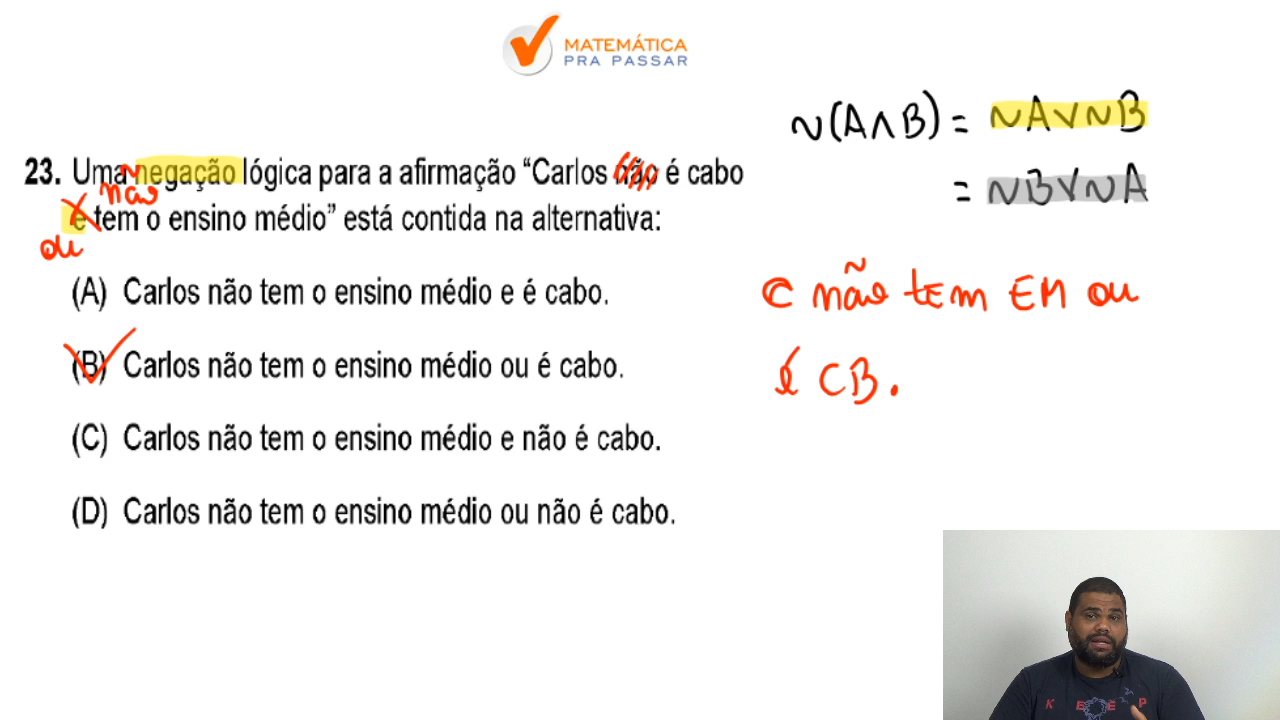 MATEMÁTICA
PRA PASSAR
~(A∧B) = ~A∨~B
= ~B∨~A
23. Uma negação lógica para a afirmação “Carlos não é cabo
não
e tem o ensino médio” está contida na alternativa:
ou
(A) Carlos não tem o ensino médio e é cabo.
(B) Carlos não tem o ensino médio ou é cabo.
(C) Carlos não tem o ensino médio e não é cabo.
(D) Carlos não tem o ensino médio ou não é cabo.
C não tem EM ou
é CB.
K E E P